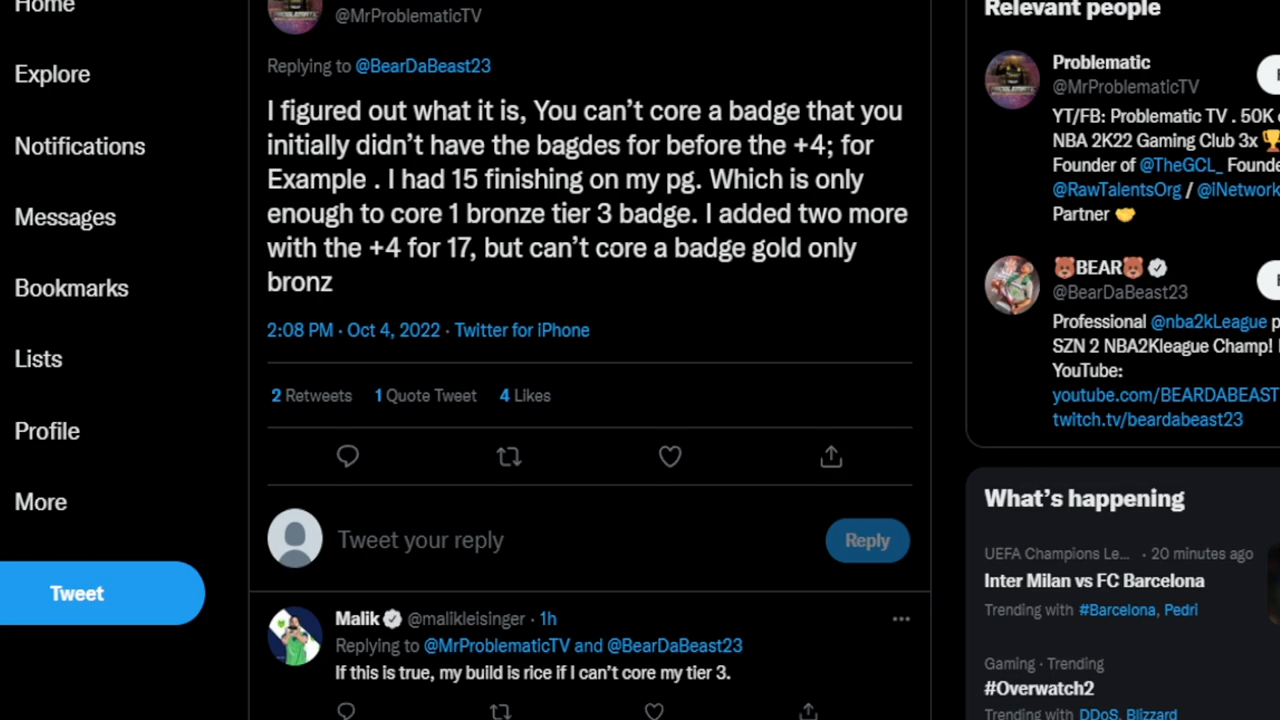 Home
Explore
Notifications
Messages
Bookmarks
Lists
Profile
More
Tweet
@MrProblematicTV
Replying to @BearDaBeast23
I figured out what it is, You can't core a badge that you
initially didn't have the bagdes for before the +4; for
Example . I had 15 finishing on my pg. Which is only
enough to core 1 bronze tier 3 badge. I added two more
with the +4 for 17, but can't core a badge gold only
bronz
2:08 PM · Oct 4, 2022 · Twitter for iPhone
2 Retweets 1 Quote Tweet 4 Likes
Tweet your reply
Reply
Malik @malikleisinger · 1h
Replying to @MrProblematicTV and @BearDaBeast23
If this is true, my build is rice if I can't core my tier 3.
Relevant people
Problematic
@MrProblematicTV
YT/FB: Problematic TV . 50K
NBA 2K22 Gaming Club 3x 🏆
Founder of @TheGCL_ Founde
@RawTalentsOrg / @iNetwork
Partner 🤝
🐻BEAR🐻
@BearDaBeast23
Professional @nba2kLeague p
SZN 2 NBA2Kleague Champ!
YouTube:
youtube.com/BEARDABEAST
twitch.tv/beardabeast23
What's happening
UEFA Champions Le... · 20 minutes ago
Inter Milan vs FC Barcelona
Trending with #Barcelona, Pedri
Gaming · Trending
#Overwatch2
Trending with DDoS, Blizzard